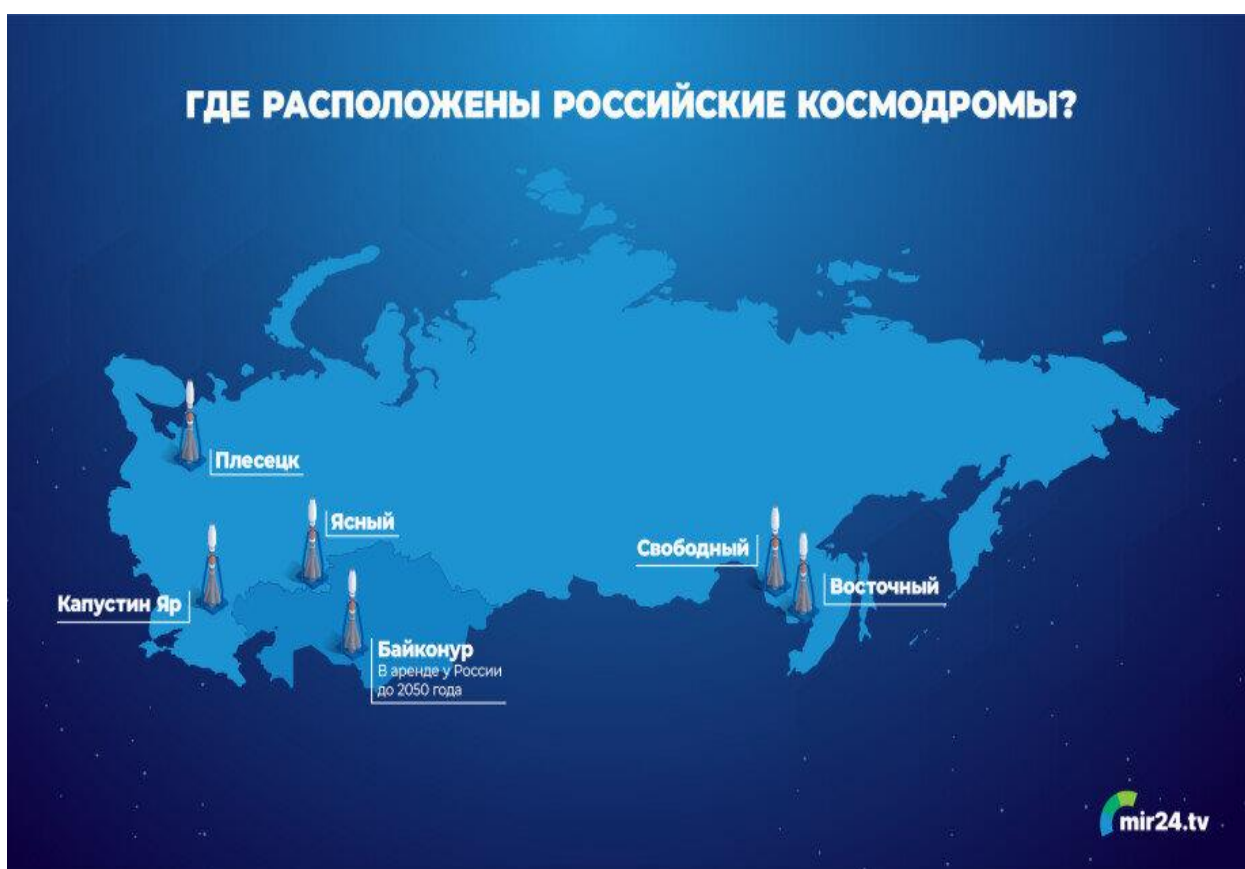 ГДЕ РАСПОЛОЖЕНЫ РОССИЙСКИЕ КОСМОДРОМЫ?
Плесецк
Ясный
Свободный
Восточный
Капустин Яр
Байконур
В аренде у России
до 2050 года
mir24.tv